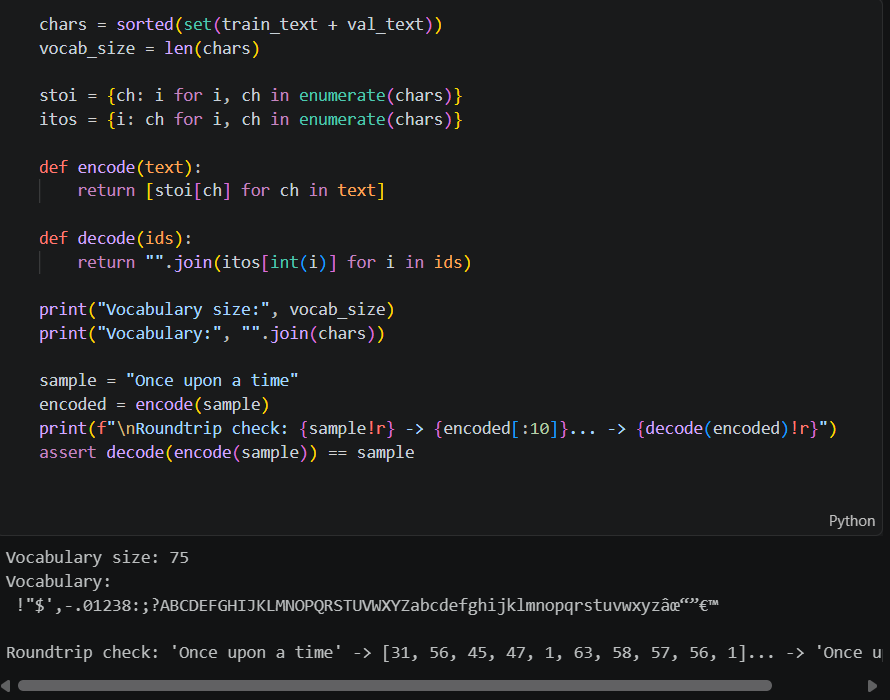 chars = sorted(set(train_text + val_text))
vocab_size = len(chars)
stoi = {ch: i for i, ch in enumerate(chars)}
itos = {i: ch for i, ch in enumerate(chars)}
def encode(text):
    return [stoi[ch] for ch in text]
def decode(ids):
    return "".join(itos[int(i)] for i in ids)
print("Vocabulary size:", vocab_size)
print("Vocabulary:", "".join(chars))
sample = "Once upon a time"
encoded = encode(sample)
print(f"\nRoundtrip check: {sample!r} -> {encoded[:10]}... -> {decode(encoded)!r}")
assert decode(encode(sample)) == sample
Python
Vocabulary size: 75
Vocabulary:
 !"$',-.01238:;?ABCDEFGHIJKLMNOPQRSTUVWXYZabcdefghijklmnopqrstuvwxyzâœ“”€™
Roundtrip check: 'Once upon a time' -> [31, 56, 45, 47, 1, 63, 58, 57, 56, 1]... -> 'Once u